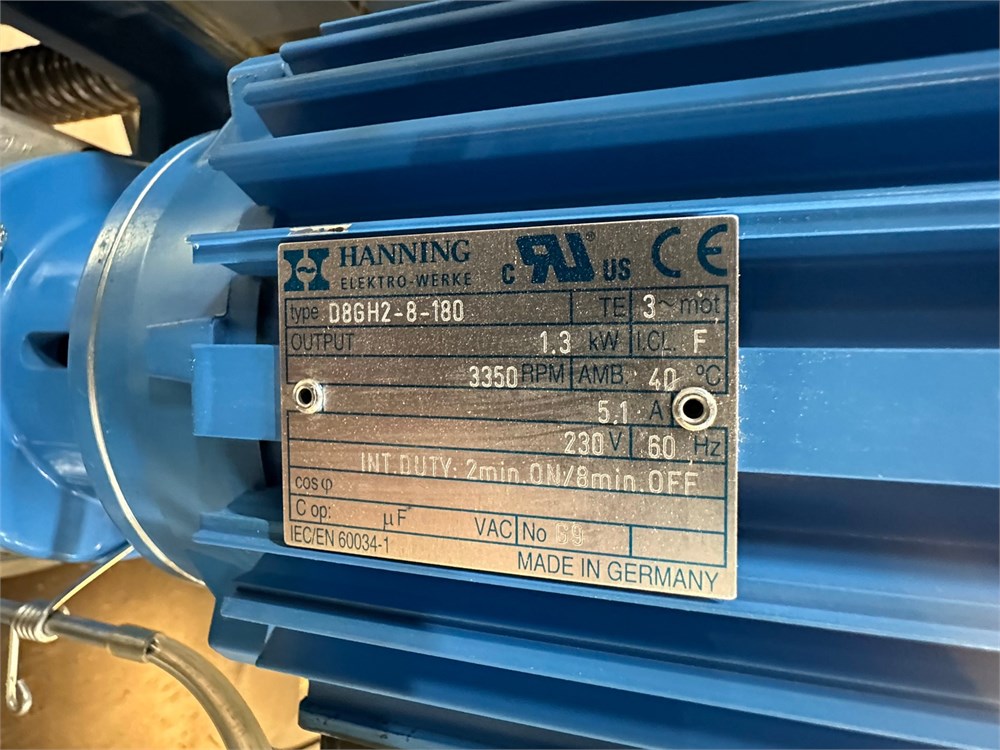 HANNING
ELEKTRO-WERKE
c RU® US CE
type D8GH2-8-180 TE 3~ mot
OUTPUT 1.3 kW I.CL. F
3350 RPM AMB. 40 °C
5.1 A
230 V 60 Hz
INT.DUTY: 2min.ON/8min.OFF
cos φ
C op: μF VAC No 69
IEC/EN 60034-1
MADE IN GERMANY